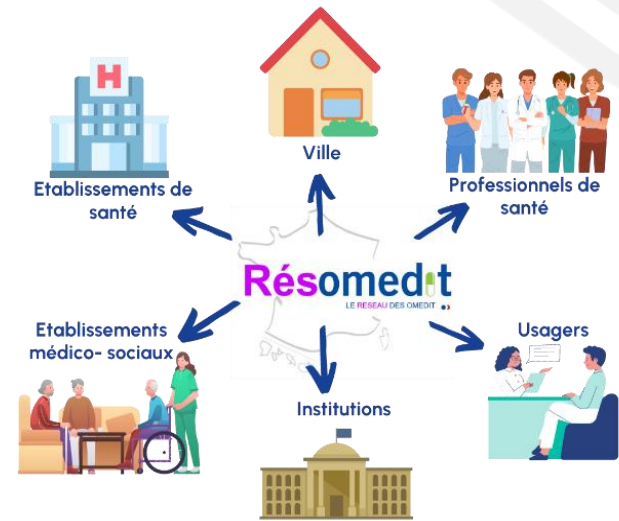 H
Ville
Etablissements de
santé
Professionnels de
santé
Résomedit
LE RESEAU DES OMEDIT
Etablissements
médico- sociaux
Usagers
Institutions